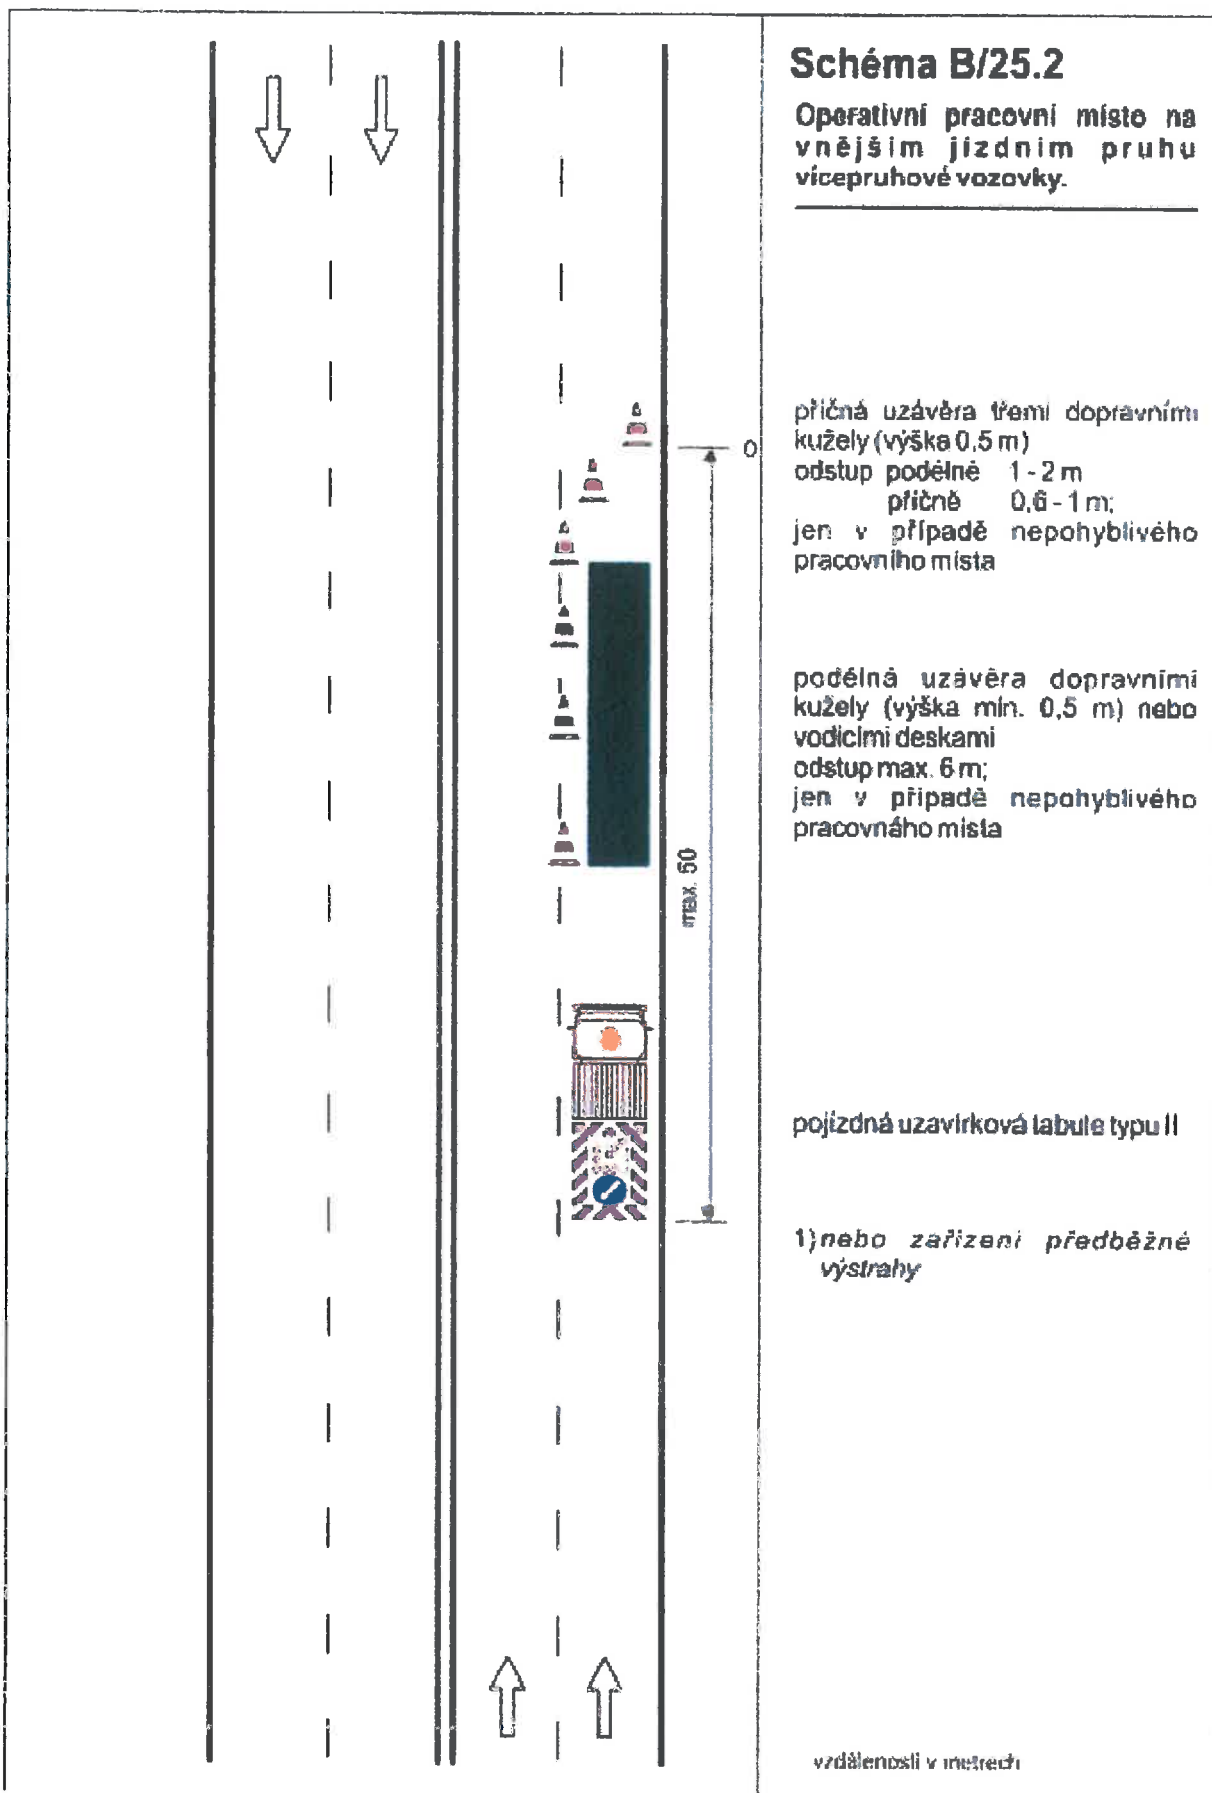 Schéma B/25.2
Operativní pracovní místo na
vnějším jízdním pruhu
vícepruhové vozovky.
příčná uzávěra třemi dopravními
kužely (výška 0,5 m)
odstup podélně 1 - 2 m
příčně 0,6 - 1 m;
jen v případě nepohyblivého
pracovního místa
0
podélná uzávěra dopravními
kužely (výška min. 0,5 m) nebo
vodicími deskami
odstup max. 6 m;
jen v případě nepohyblivého
pracovného místa
max. 50
pojízdná uzavírková tabule typu II
1) nebo zařízení předběžné
výstrahy
vzdálenosti v metrech